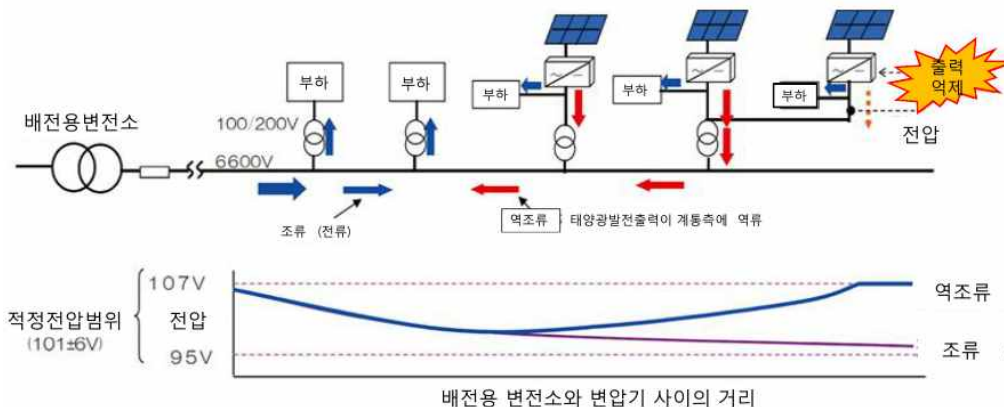 부하
부하
부하
부하
부하
출력
억제
배전용변전소
100/200V
6600V
전압
조류 (전류)
역조류 : 태양광발전출력이 계통측에 역류
적정전압범위
(101±6V)
107V
전압
95V
역조류
조류
배전용 변전소와 변압기 사이의 거리